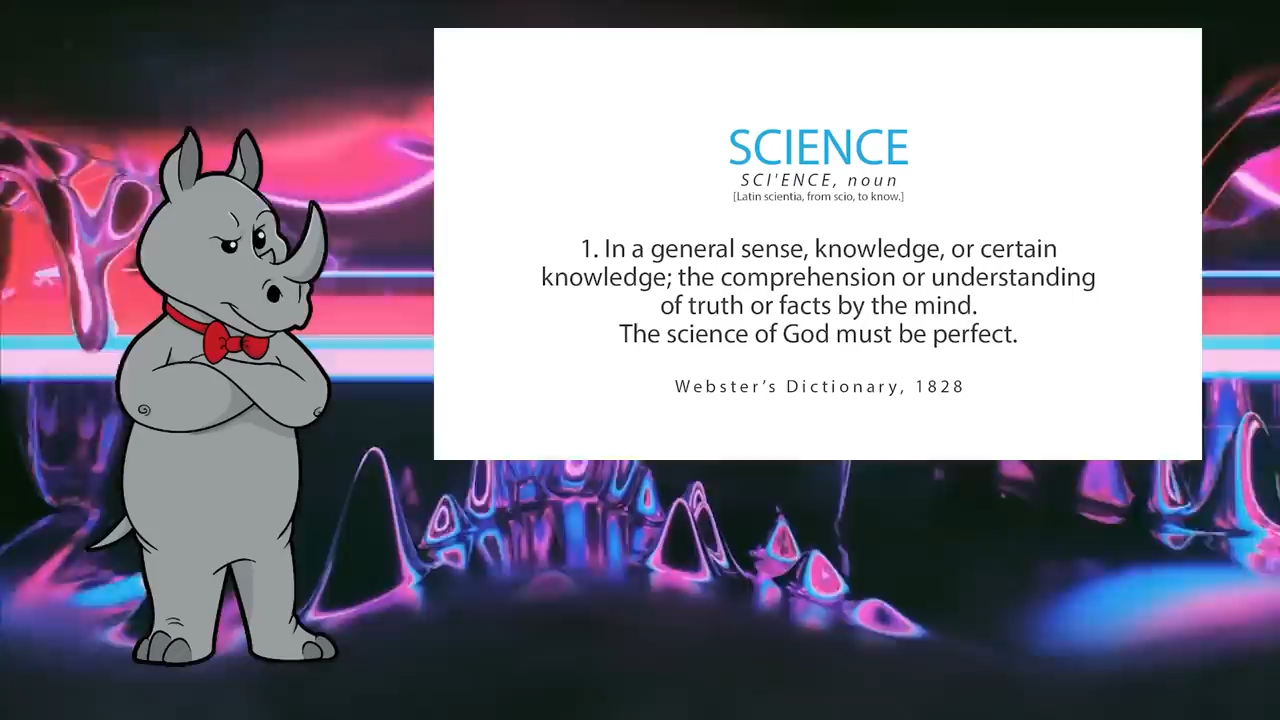 SCIENCE
SCI'ENCE, noun
[Latin scientia, from scio, to know.]
1. In a general sense, knowledge, or certain
knowledge; the comprehension or understanding
of truth or facts by the mind.
The science of God must be perfect.
Webster’s Dictionary, 1828